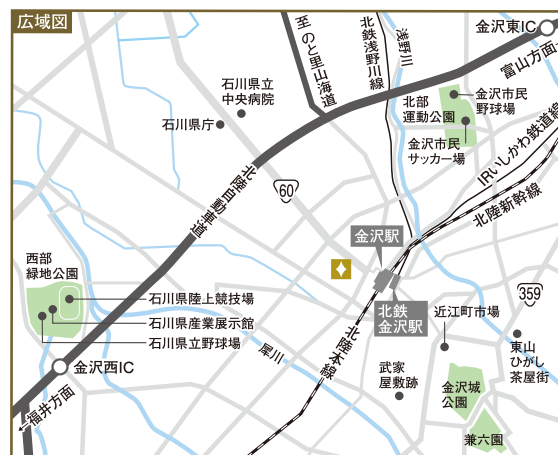 広域図
金沢東IC
富山方面
至のと里山海道
北鉄浅野川線
浅野川
石川県立
中央病院
石川県庁
北部
運動公園
金沢市民
野球場
金沢市民
サッカー場
IRいしかわ鉄道線
北陸新幹線
北陸自動車道
60
金沢駅
西部
緑地公園
石川県陸上競技場
石川県産業展示館
石川県立野球場
北鉄
金沢駅
359
近江町市場
北陸本線
犀川
東山
ひがし
茶屋街
金沢西IC
武家
屋敷跡
金沢城
公園
福井方面
兼六園